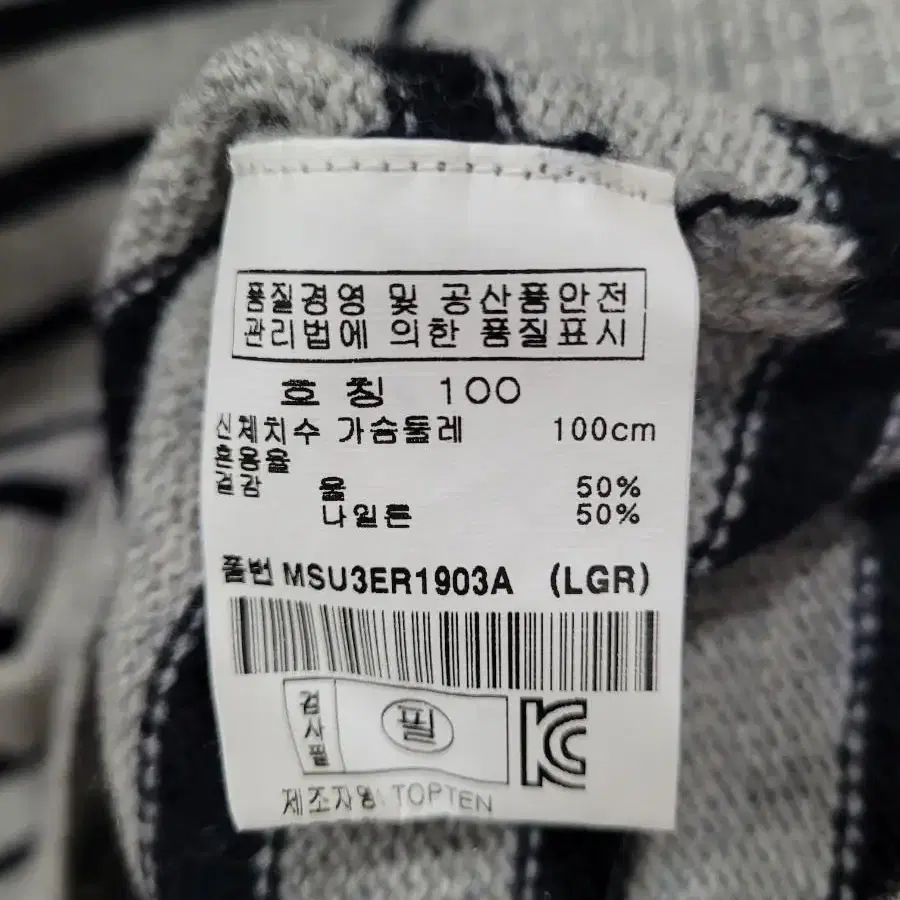 품질경영 및 공산품안전
관리법에 의한 품질표시
호 칭 100
신체치수 가슴둘레 100cm
혼용율
겉감 울 50%
나일론 50%
품번 MSU3ER1903A (LGR)
검사필 필 KC
제조자명 TOPTEN